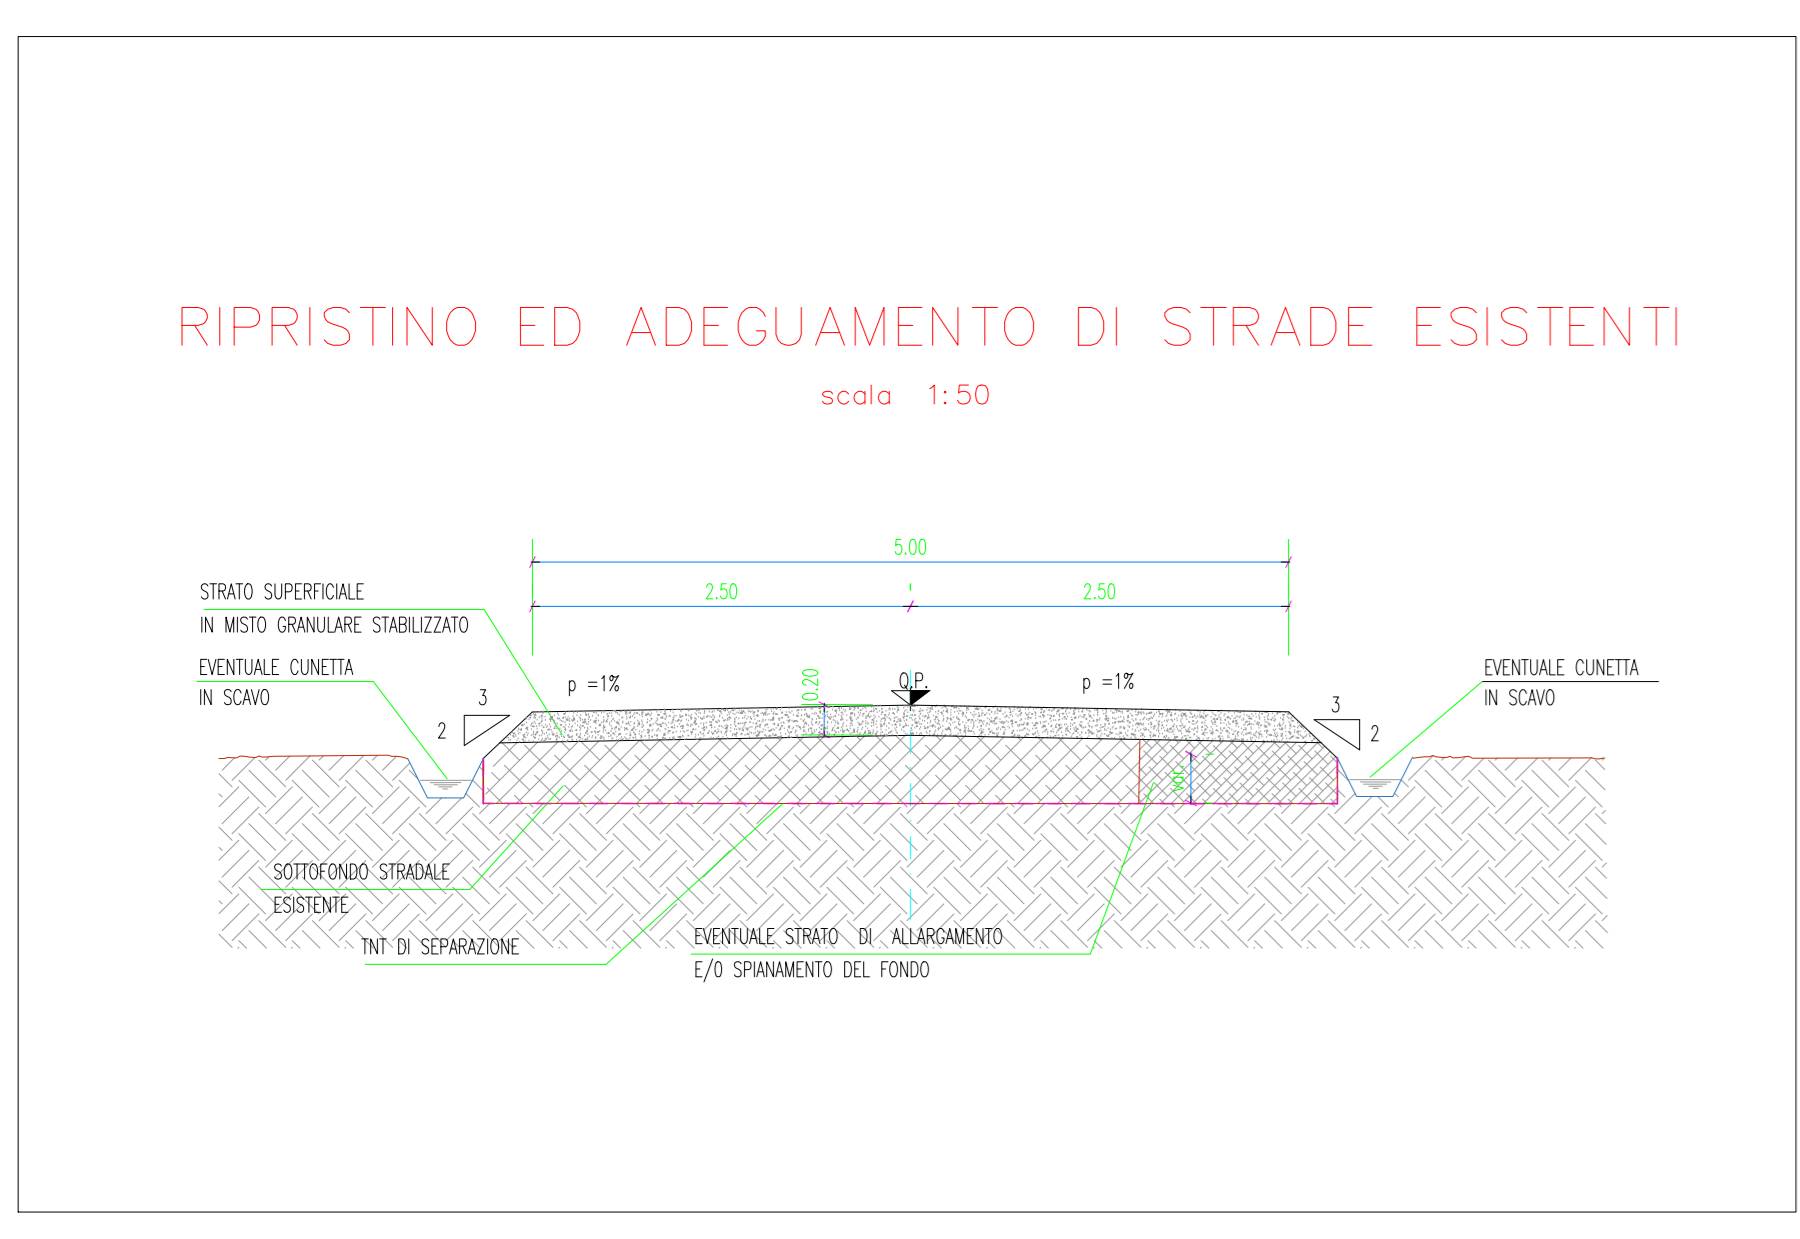 RIPRISTINO ED ADEGUAMENTO DI STRADE ESISTENTI
scala 1:50
5.00
2.50
2.50
STRATO SUPERFICIALE
IN MISTO GRANULARE STABILIZZATO
EVENTUALE CUNETTA
IN SCAVO
3
2
p =1%
0.20
Q.P.
p =1%
3
2
EVENTUALE CUNETTA
IN SCAVO
var.
SOTTOFONDO STRADALE
ESISTENTE
TNT DI SEPARAZIONE
EVENTUALE STRATO DI ALLARGAMENTO
E/O SPIANAMENTO DEL FONDO